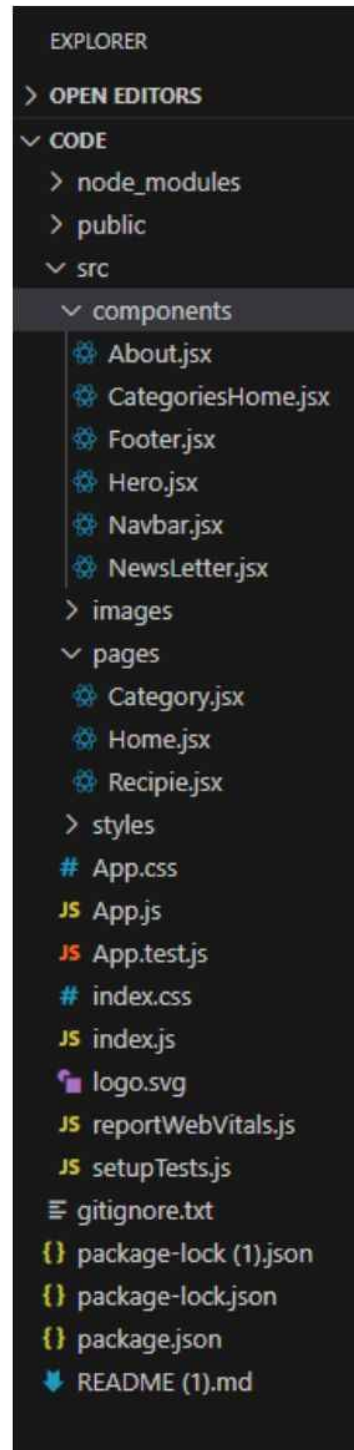 EXPLORER
OPEN EDITORS
CODE
node_modules
public
src
components
About.jsx
CategoriesHome.jsx
Footer.jsx
Hero.jsx
Navbar.jsx
NewsLetter.jsx
images
pages
Category.jsx
Home.jsx
Recipie.jsx
styles
# App.css
JS App.js
JS App.test.js
# index.css
JS index.js
logo.svg
JS reportWebVitals.js
JS setupTests.js
gitignore.txt
{} package-lock (1).json
{} package-lock.json
{} package.json
README (1).md